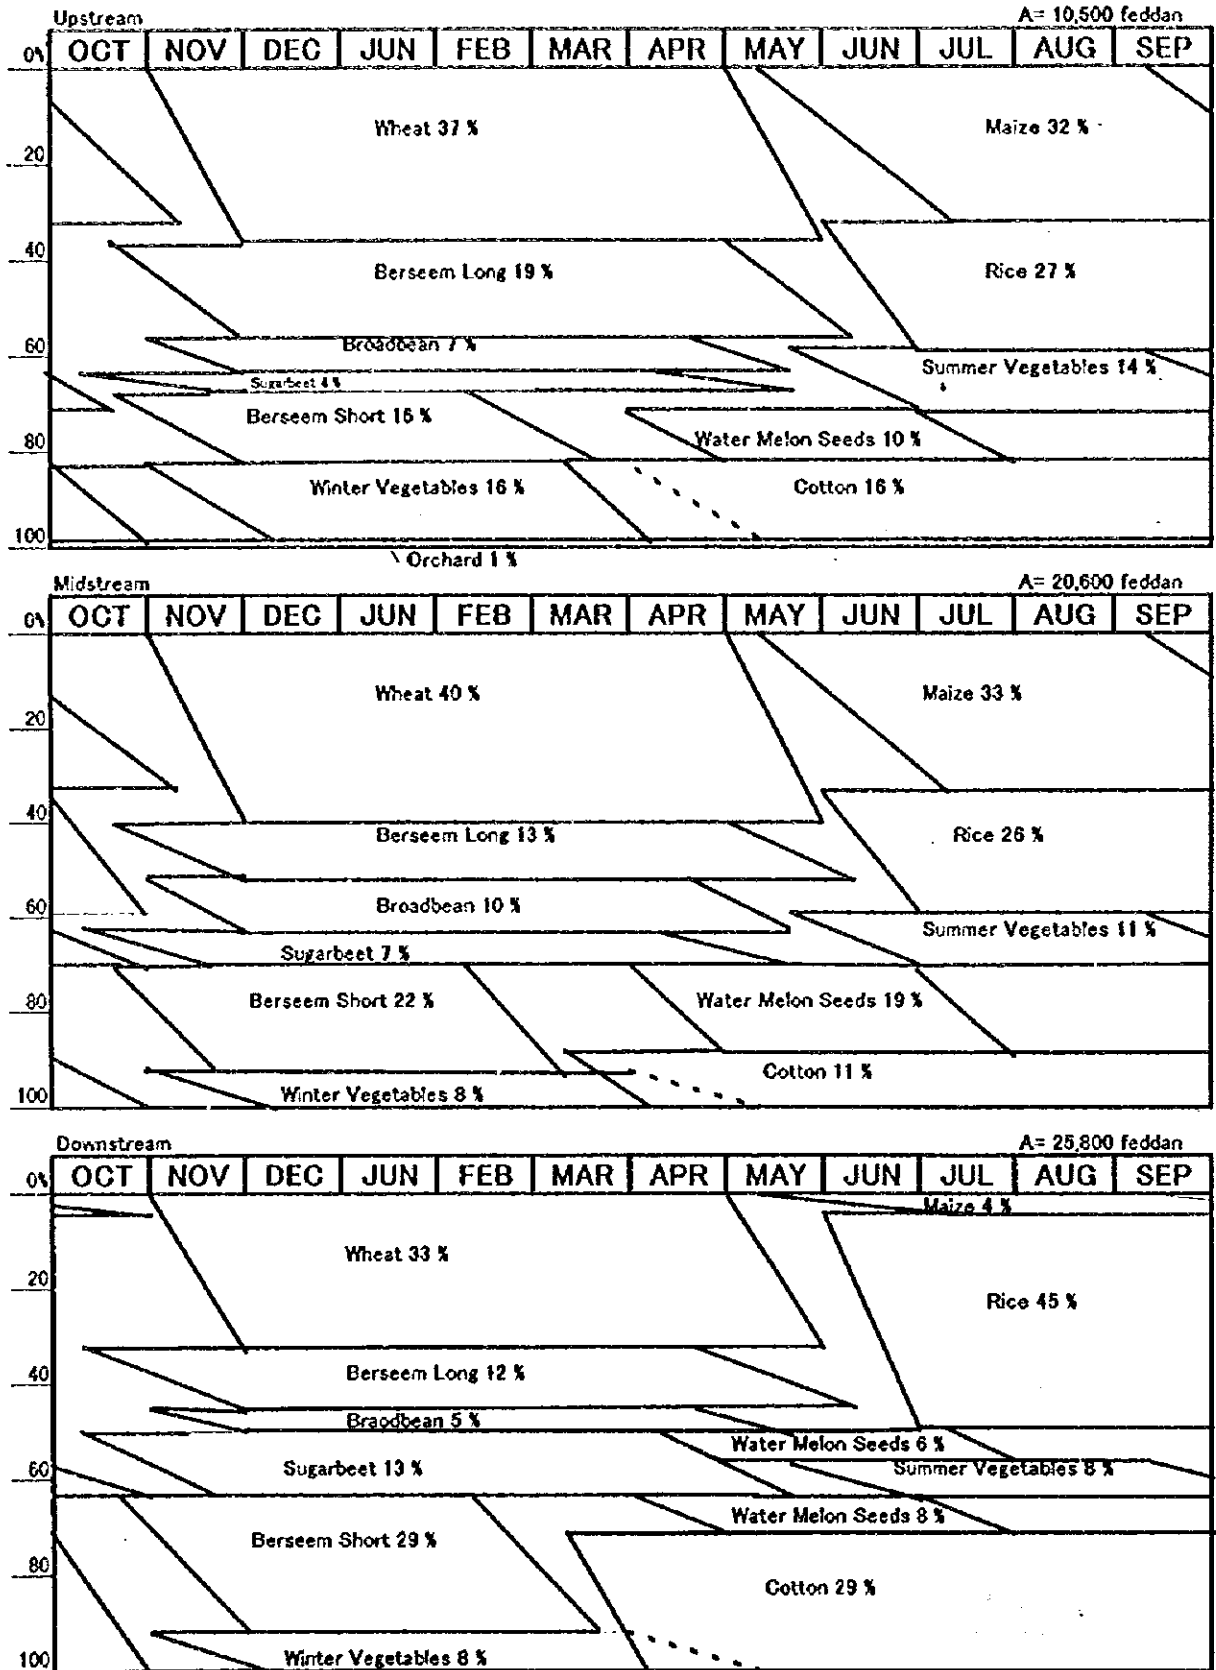 Upstream A= 10,500 feddan
OCT NOV DEC JUN FEB MAR APR MAY JUN JUL AUG SEP
0%
Wheat 37 % Maize 32 %
20
40
Berseem Long 19 % Rice 27 %
Broadbean 7 %
60
Summer Vegetables 14 %
Sugarbeet 4 %
Berseem Short 15 %
Water Melon Seeds 10 %
80
Winter Vegetables 16 % Cotton 16 %
100
Orchard 1 %
Midstream A= 20,600 feddan
OCT NOV DEC JUN FEB MAR APR MAY JUN JUL AUG SEP
0%
Wheat 40 % Maize 33 %
20
40
Berseem Long 13 % Rice 26 %
Broadbean 10 %
60
Summer Vegetables 11 %
Sugarbeet 7 %
Berseem Short 22 % Water Melon Seeds 19 %
80
Cotton 11 %
Winter Vegetables 8 %
100
Downstream A= 25,800 feddan
OCT NOV DEC JUN FEB MAR APR MAY JUN JUL AUG SEP
0%
Maize 4 %
Wheat 33 %
20
Rice 45 %
Berseem Long 12 %
40
Braodbean 5 %
Water Melon Seeds 6 %
Sugarbeet 13 % Summer Vegetables 8 %
60
Water Melon Seeds 8 %
Berseem Short 29 %
80
Cotton 29 %
Winter Vegetables 8 %
100